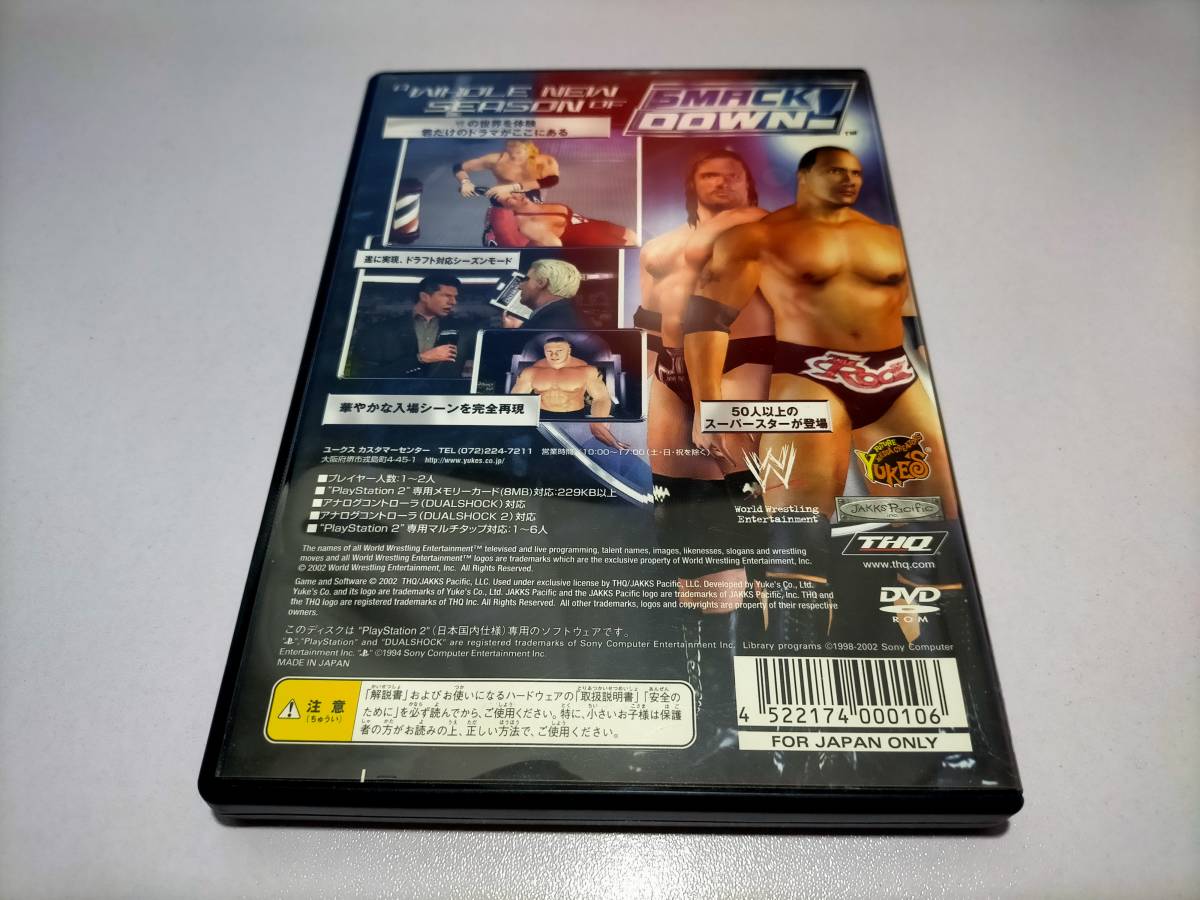 A WHOLE NEW
SEASON OF
SMACK
DOWN!™
の世界を体験
君だけのドラマがここにある
遂に実現、ドラフト対応シーズンモード
華やかな入場シーンを完全再現
50人以上の
スーパースターが登場
THE
ROCK
ユークス カスタマーセンター TEL (072)224-7211 営業時間:10:00~17:00(土・日・祝を除く)
大阪府堺市戎島町4-45-1 http://www.yukes.co.jp/
■プレイヤー人数:1~2人
■"PlayStation 2"専用メモリーカード(8MB)対応:229KB以上
■アナログコントローラ(DUALSHOCK)対応
■アナログコントローラ(DUALSHOCK 2)対応
■"PlayStation 2"専用マルチタップ対応:1~6人
W
World Wrestling
Entertainment™
FUTURE
MEDIA CREATORS
YUKE'S
JAKKS Pacific
inc
THQ
www.thq.com
DVD
ROM
The names of all World Wrestling Entertainment™ televised and live programming, talent names, images, likenesses, slogans and wrestling
moves and all World Wrestling Entertainment™ logos are trademarks which are the exclusive property of World Wrestling Entertainment, Inc.
© 2002 World Wrestling Entertainment, Inc. All Rights Reserved.
Game and Software © 2002 THQ/JAKKS Pacific, LLC. Used under exclusive license by THQ/JAKKS Pacific, LLC. Developed by Yuke's Co., Ltd.
Yuke's Co. and its logo are trademarks of Yuke's Co., Ltd. JAKKS Pacific and the JAKKS Pacific logo are trademarks of JAKKS Pacific, Inc. THQ and
the THQ logo are registered trademarks of THQ Inc. All Rights Reserved. All other trademarks, logos and copyrights are property of their respective
owners.
このディスクは "PlayStation 2"(日本国内仕様)専用のソフトウェアです。
" ", "PlayStation" and "DUALSHOCK" are registered trademarks of Sony Computer Entertainment Inc. Library programs ©1998-2002 Sony Computer
Entertainment Inc. " " ©1994 Sony Computer Entertainment Inc.
MADE IN JAPAN
注意
(ちゅうい)
「解説書」およびお使いになるハードウェアの「取扱説明書」「安全の
ために」を必ず読んでから、ご使用ください。特に、小さいお子様は保護
者の方がお読みの上、正しい方法で、ご使用ください。
4 522174 000106
FOR JAPAN ONLY